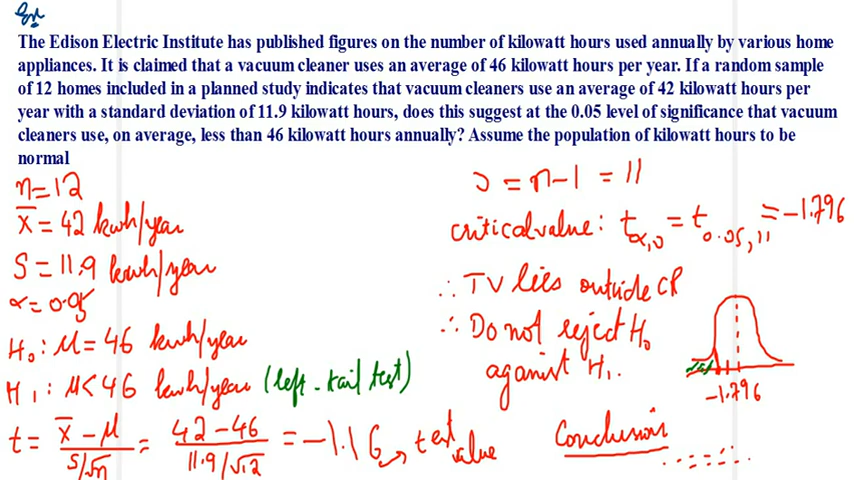 Ex
The Edison Electric Institute has published figures on the number of kilowatt hours used annually by various home
appliances. It is claimed that a vacuum cleaner uses an average of 46 kilowatt hours per year. If a random sample
of 12 homes included in a planned study indicates that vacuum cleaners use an average of 42 kilowatt hours per
year with a standard deviation of 11.9 kilowatt hours, does this suggest at the 0.05 level of significance that vacuum
cleaners use, on average, less than 46 kilowatt hours annually? Assume the population of kilowatt hours to be
normal
n=12
x̅ = 42 kwh/year
S = 11.9 kwh/year
α=0.05
H₀: μ = 46 kwh/year
H₁: μ< 46 kwh/year (left-tail test)
t = x̅ - μ / s/√n = 42-46 / 11.9/√12 = -1.16 → test value
υ = n-1 = 11
critical value: t α,υ = t 0.05, 11 = -1.796
∴ TV lies outside CR
∴ Do not reject H₀
against H₁.
-1.796
Conclusion